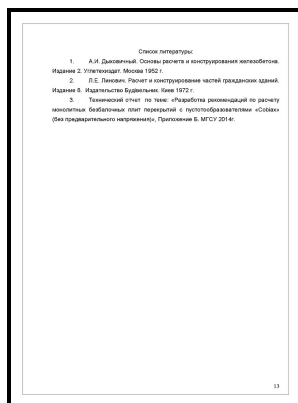 Список литературы:
1. А.И. Дыховичный. Основы расчета и конструирования железобетона.
Издание 2. Углетехиздат. Москва 1952 г.
2. Л.Е. Линович. Расчет и конструирование частей гражданских зданий.
Издание 6. Издательство Будівельник. Киев 1972 г.
3. Технический отчет по теме: «Разработка рекомендаций по расчету
монолитных безбалочных плит перекрытий с пустотообразователями «Cobiax»
(без предварительного напряжения)», Приложение Б. МГСУ 2014г.
13